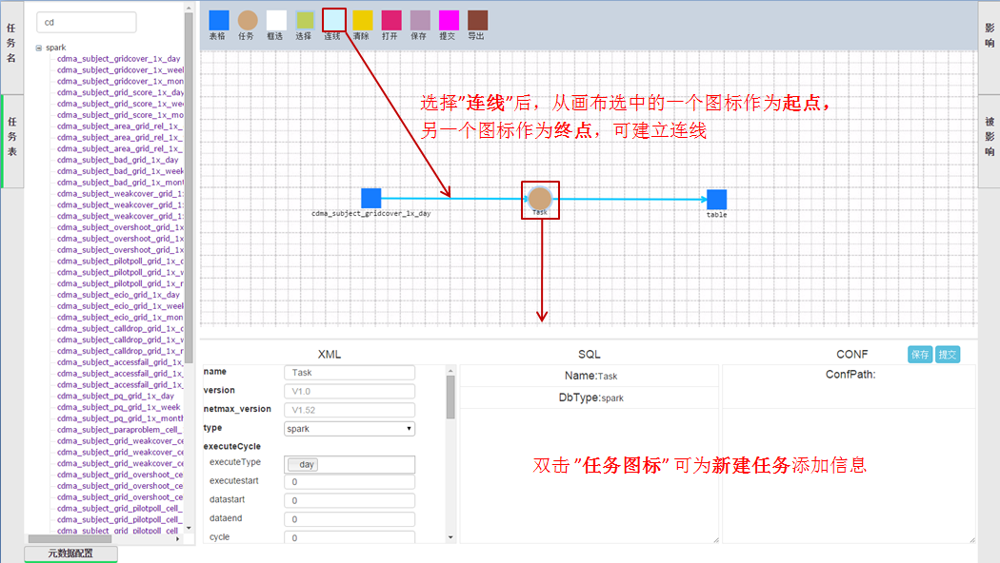 任务名
任务表
cd
spark
cdma_subject_gridcover_1x_day
cdma_subject_gridcover_1x_weel
cdma_subject_gridcover_1x_mon
cdma_subject_grid_score_1x_day
cdma_subject_grid_score_1x_wee
cdma_subject_grid_score_1x_mo
cdma_subject_area_grid_rel_1x_
cdma_subject_area_grid_rel_1x_
cdma_subject_area_grid_rel_1x_
cdma_subject_bad_grid_1x_day
cdma_subject_bad_grid_1x_week
cdma_subject_bad_grid_1x_mont
cdma_subject_weakcover_grid_1:
cdma_subject_weakcover_grid_1:
cdma_subject_weakcover_grid_1:
cdma_subject_overshoot_grid_1x
cdma_subject_overshoot_grid_1x
cdma_subject_overshoot_grid_1x
cdma_subject_pilotpoll_grid_1x_c
cdma_subject_pilotpoll_grid_1x_v
cdma_subject_pilotpoll_grid_1x_r
cdma_subject_ecio_grid_1x_day
cdma_subject_ecio_grid_1x_weel
cdma_subject_ecio_grid_1x_mon
cdma_subject_calldrop_grid_1x_c
cdma_subject_calldrop_grid_1x_v
cdma_subject_calldrop_grid_1x_r
cdma_subject_accessfail_grid_1x_
cdma_subject_accessfail_grid_1x_
cdma_subject_accessfail_grid_1x_
cdma_subject_pq_grid_1x_day
cdma_subject_pq_grid_1x_week
cdma_subject_pq_grid_1x_month
cdma_subject_paraproblem_cell_
cdma_subject_grid_weakcover_ce
cdma_subject_grid_weakcover_ce
cdma_subject_grid_weakcover_ce
cdma_subject_grid_overshoot_ce
cdma_subject_grid_overshoot_ce
cdma_subject_grid_overshoot_ce
cdma_subject_grid_pilotpoll_cell_
cdma_subject_grid_pilotpoll_cell_
cdma_subject_grid_pilotpoll_cell_
元数据配置
表格 任务 框选 选择 连线 清除 打开 保存 提交 导出
选择"连线"后，从画布选中的一个图标作为起点，
另一个图标作为终点，可建立连线
cdma_subject_gridcover_1x_day
Task
table
XML
name Task
version V1.0
netmax_version V1.52
type spark
executeCycle
executeType day
executestart 0
datastart 0
dataend 0
cycle 0
SQL
Name:Task
DbType:spark
CONF 保存 提交
ConfPath:
双击 "任务图标" 可为新建任务添加信息
影响
被影响